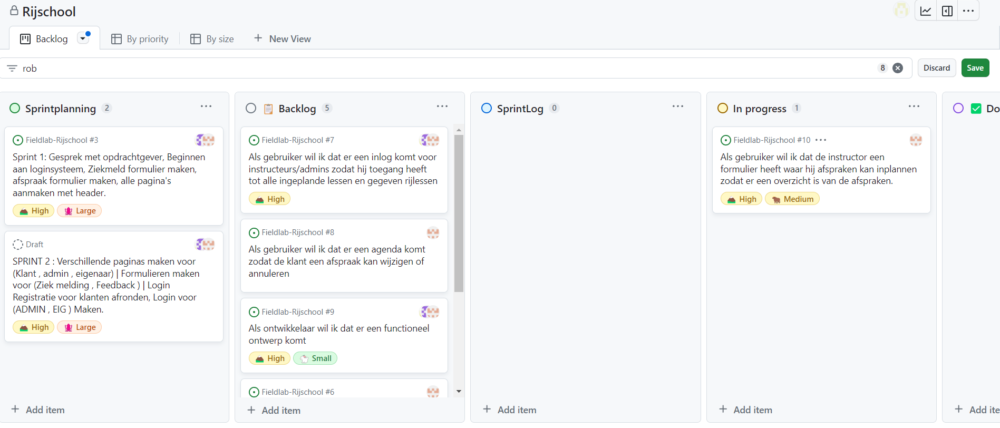 Rijschool
Backlog
By priority
By size
New View
rob
8
Discard
Save
Sprintplanning 2
Fieldlab-Rijschool #3
Sprint 1: Gesprek met opdrachtgever, Beginnen
aan loginsysteem, Ziekmeld formulier maken,
afspraak formulier maken, alle pagina's
aanmaken met header.
High Large
Draft
SPRINT 2 : Verschillende paginas maken voor
(Klant , admin , eigenaar) | Formulieren maken
voor (Ziek melding , Feedback ) | Login
Registratie voor klanten afronden, Login voor
(ADMIN , EIG ) Maken.
High Large
Add item
Backlog 5
Fieldlab-Rijschool #7
Als gebruiker wil ik dat er een inlog komt voor
instructeurs/admins zodat hij toegang heeft
tot alle ingeplande lessen en gegeven rijlessen
High
Fieldlab-Rijschool #8
Als gebruiker wil ik dat er een agenda komt
zodat de klant een afspraak kan wijzigen of
annuleren
Fieldlab-Rijschool #9
Als ontwikkelaar wil ik dat er een functioneel
ontwerp komt
High Small
Fieldlab-Rijschool #6
Add item
SprintLog 0
Add item
In progress 1
Fieldlab-Rijschool #10
Als gebruiker wil ik dat de instructor een
formulier heeft waar hij afspraken kan inplannen
zodat er een overzicht is van de afspraken.
High Medium
Add item
Do
Add ite